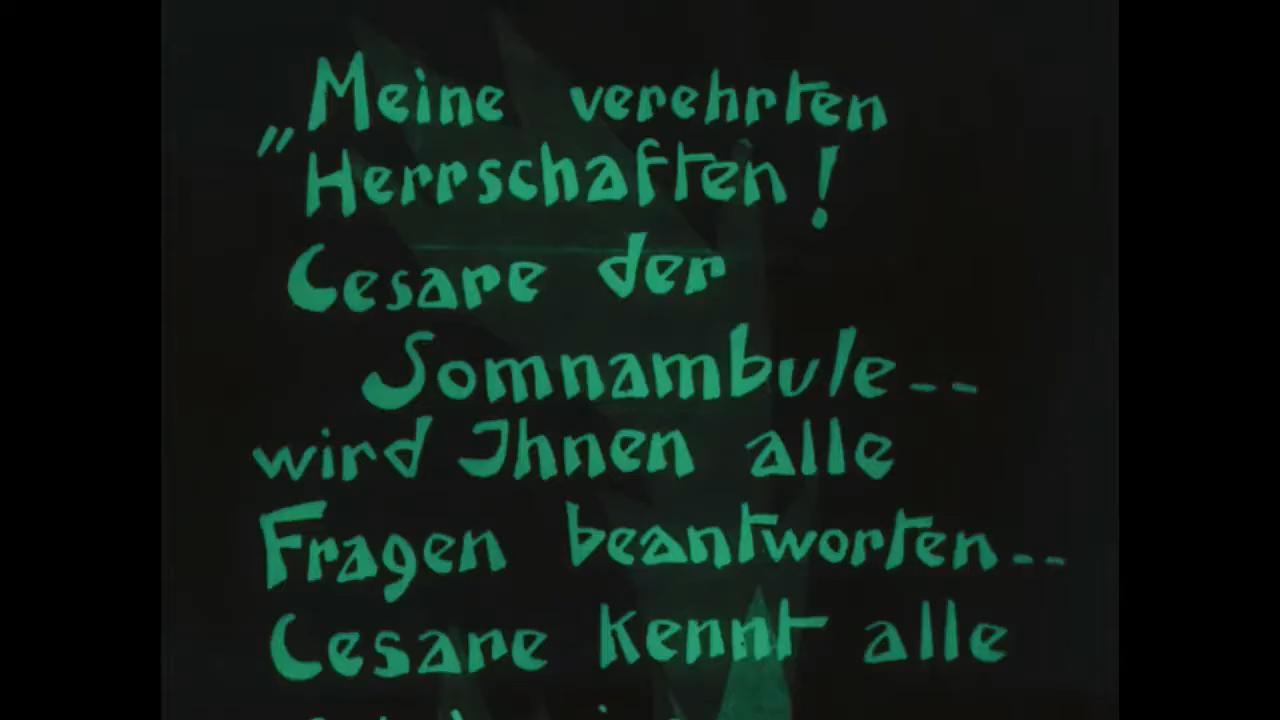 „Meine verehrten
Herrschaften!
Cesare der
Somnambule--
wird Ihnen alle
Fragen beantworten--
Cesare kennt alle